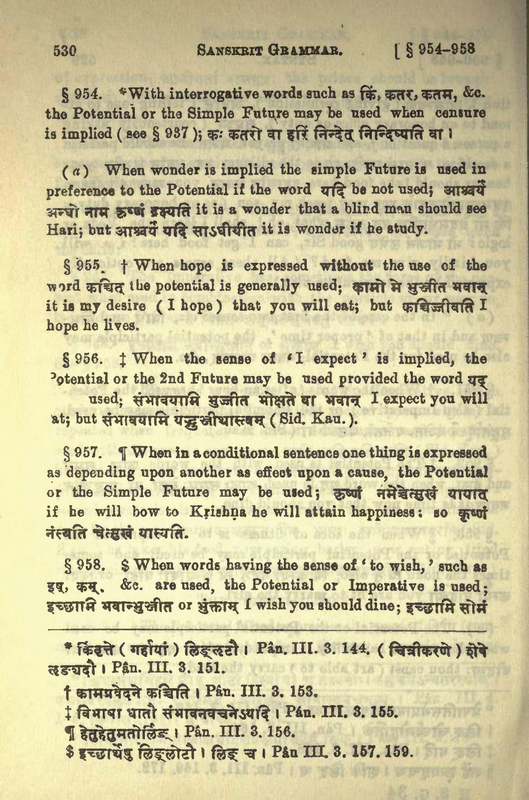 530 SANSKRIT GRAMMAR. [ § 954-958
§ 954. *With interrogative words such as किं, कतर, कतम, &c.
the Potential or the Simple Future may be used when censure
is implied ( see § 937 ); कः कतरो वा हरिं निन्देत् निन्दिष्यति वा ।
(a) When wonder is implied the simple Future is used in
preference to the Potential if the word यदि be not used; आश्चर्यं
अन्धो नाम कृष्णं द्रक्ष्यति it is a wonder that a blind man should see
Hari; but आश्चर्यं यदि साऽधीयीत it is wonder if he study.
§ 955. † When hope is expressed without the use of the
word कच्चिद् the potential is generally used; कामो मे भुञ्जीत भवान्
it is my desire ( I hope ) that you will eat; but कच्चिज्जीवति I
hope he lives.
§ 956. ‡ When the sense of ' I expect ' is implied, the
Potential or the 2nd Future may be used provided the word यद्
used; संभावयामि भुञ्जीत भोक्ष्यते वा भवान् I expect you will
at; but संभावयामि यद्भुञ्जीथास्त्वम् ( Sid. Kau. ).
§ 957. ¶ When in a conditional sentence one thing is expressed
as depending upon another as effect upon a cause, the Potential
or the Simple Future may be used; कृष्णं नमेच्चेत्सुखं यायात्
if he will bow to Krishṇa he will attain happiness: so कृष्णं
नंस्यति चेत्सुखं यास्यति.
§ 958. $ When words having the sense of ' to wish, ' such as
इष्, कम्. &c. are used, the Potential or Imperative is used;
इच्छामि भवान्भुञ्जीत or भुंक्ताम् I wish you should dine; इच्छामि सोमं
* किंवृत्ते ( गर्हायां ) लिङ्लृटौ । Pân. III. 3. 144. ( चित्रीकरणे ) शेषे
लृङयदौ । Pân. III. 3. 151.
† कामप्रवेदने कच्चिति । Pân. III. 3. 153.
‡ विभाषा धातौ संभावनवचनेऽयदि । Pân. III. 3. 155.
¶ हेतुहेतुमतोर्लिङ् । Pân. III. 3. 156.
$ इच्छार्थेषु लिङ्लोटौ । लिङ् च । Pân III. 3. 157. 159.